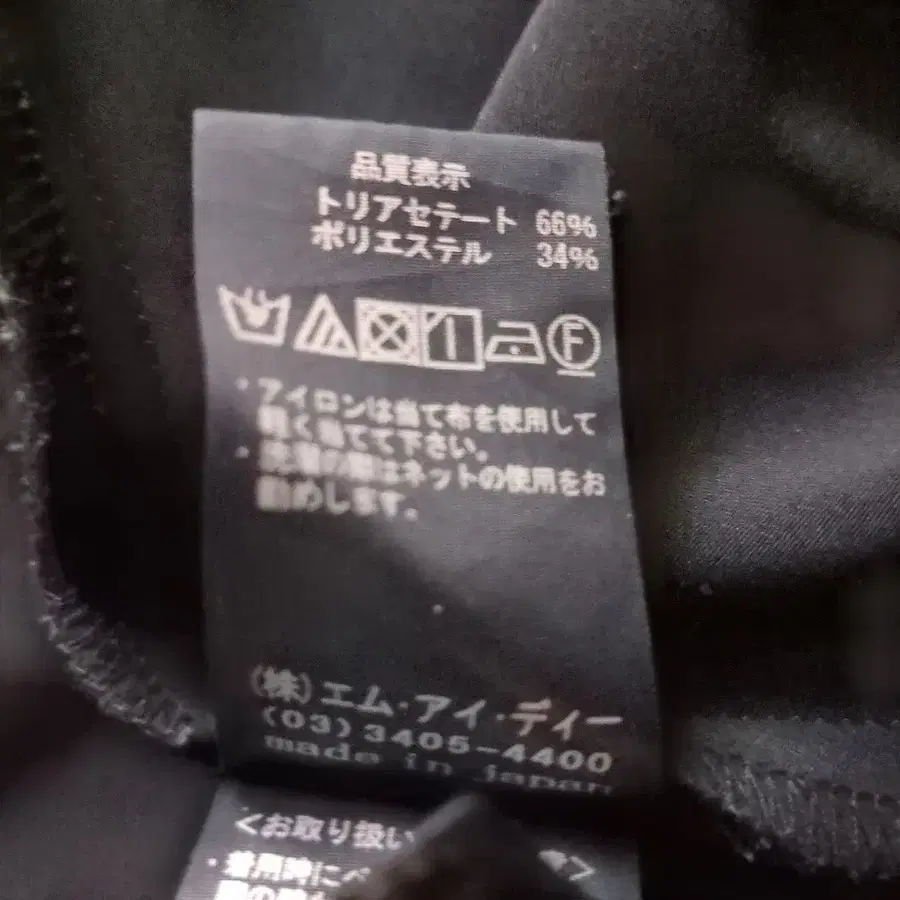 品質表示
トリアセテート 66%
ポリエステル 34%
F
・アイロンは当て布を使用して
軽く当てて下さい。
・洗濯の際はネットの使用をお
勧めします。
(株)エム・アイ・ディー
(03)3405-4400
made in japan
<お取り扱い
・着用時に